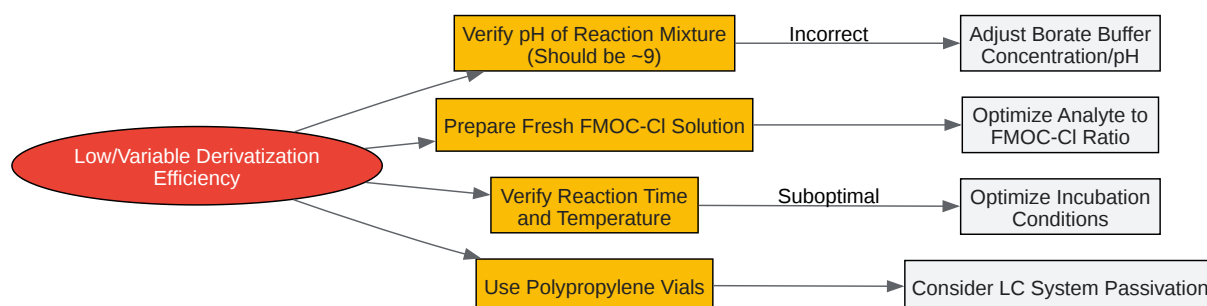 Low/Variable Derivatization
Efficiency
Verify pH of Reaction Mixture
(Should be ~9)
Incorrect
Adjust Borate Buffer
Concentration/pH
Prepare Fresh FMOC-Cl Solution
Optimize Analyte to
FMOC-Cl Ratio
Verify Reaction Time
and Temperature
Suboptimal
Optimize Incubation
Conditions
Use Polypropylene Vials
Consider LC System Passivation